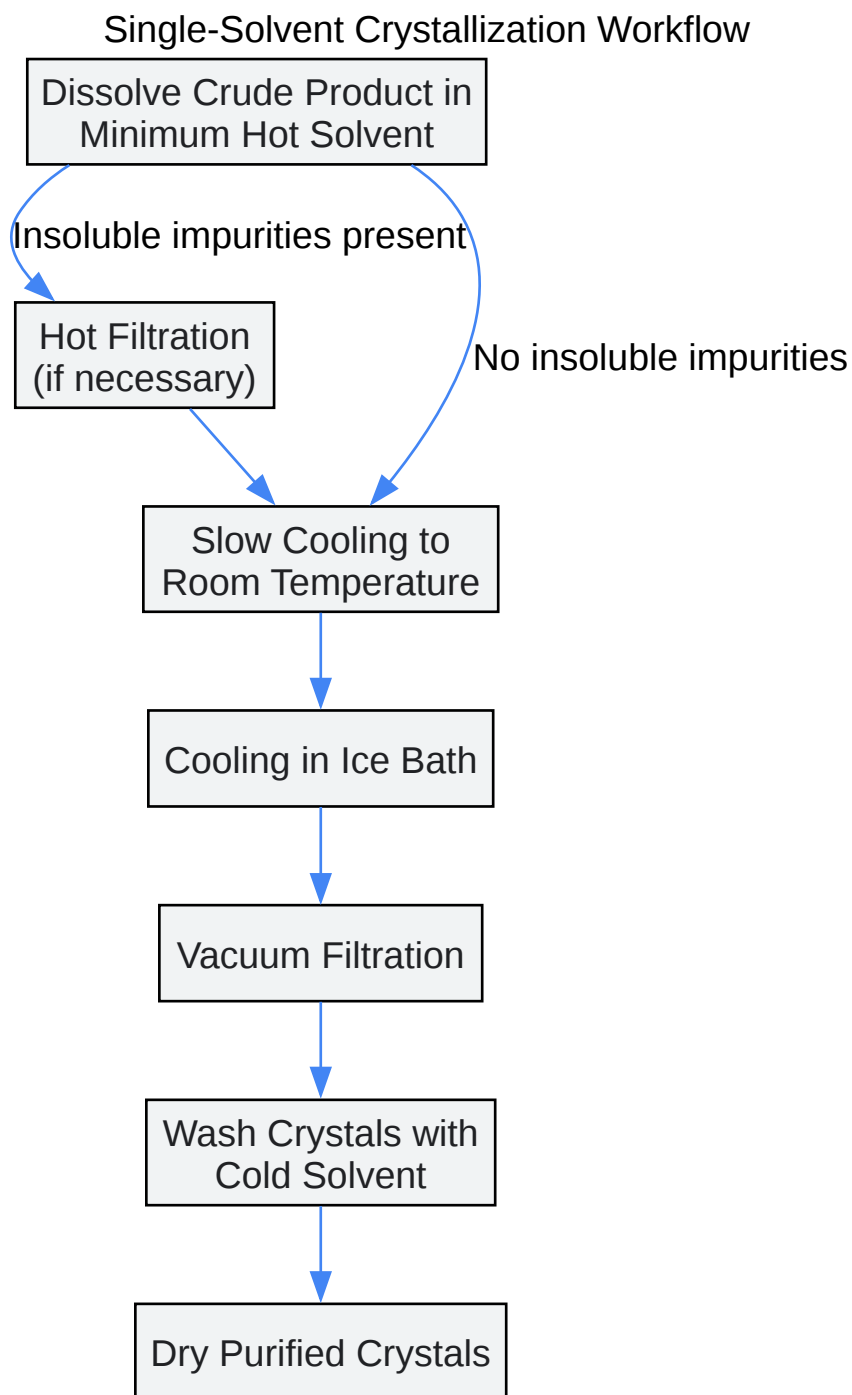 Single-Solvent Crystallization Workflow
Dissolve Crude Product in
Minimum Hot Solvent
Insoluble impurities present
Hot Filtration
(if necessary)
No insoluble impurities
Slow Cooling to
Room Temperature
Cooling in Ice Bath
Vacuum Filtration
Wash Crystals with
Cold Solvent
Dry Purified Crystals